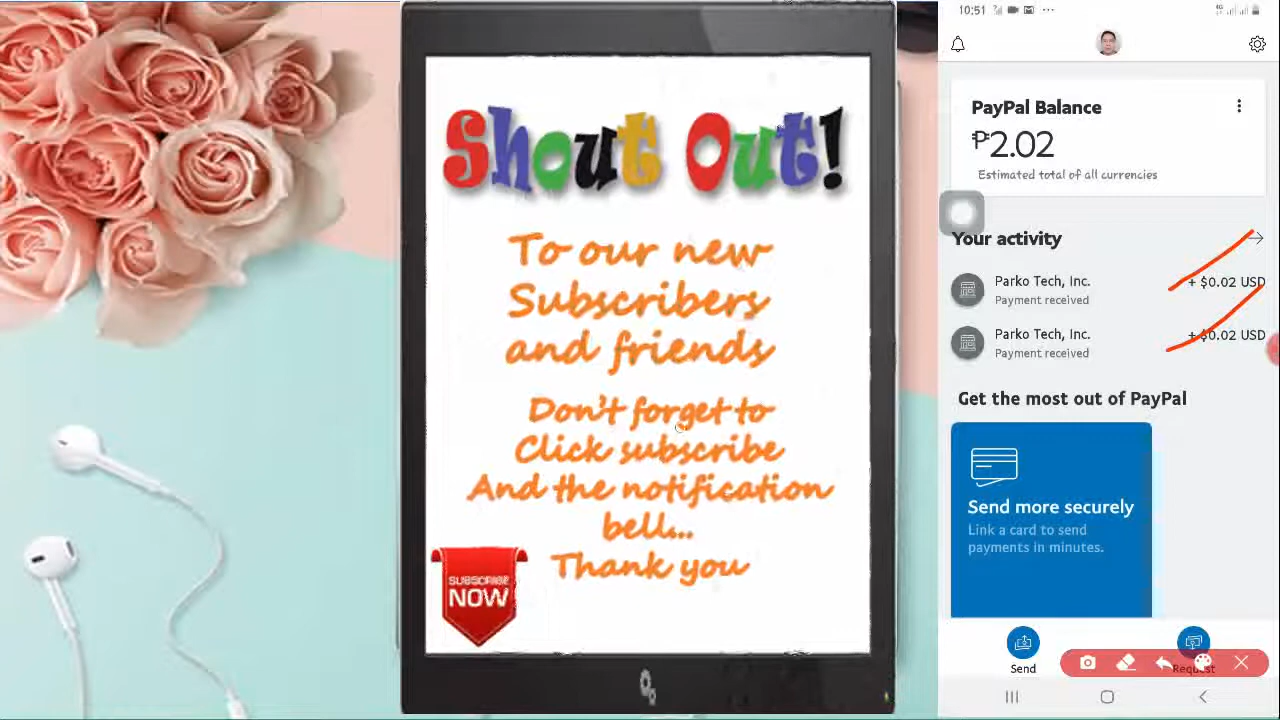 Shout Out!
To our new
Subscribers
and friends
Don't forget to
Click subscribe
And the notification
bell...
Thank you
SUBSCRIBE
NOW
10:51
PayPal Balance
₱2.02
Estimated total of all currencies
Your activity
Parko Tech, Inc.
+ $0.02 USD
Payment received
Parko Tech, Inc.
+ $0.02 USD
Payment received
Get the most out of PayPal
Send more securely
Link a card to send
payments in minutes.
Send
Request